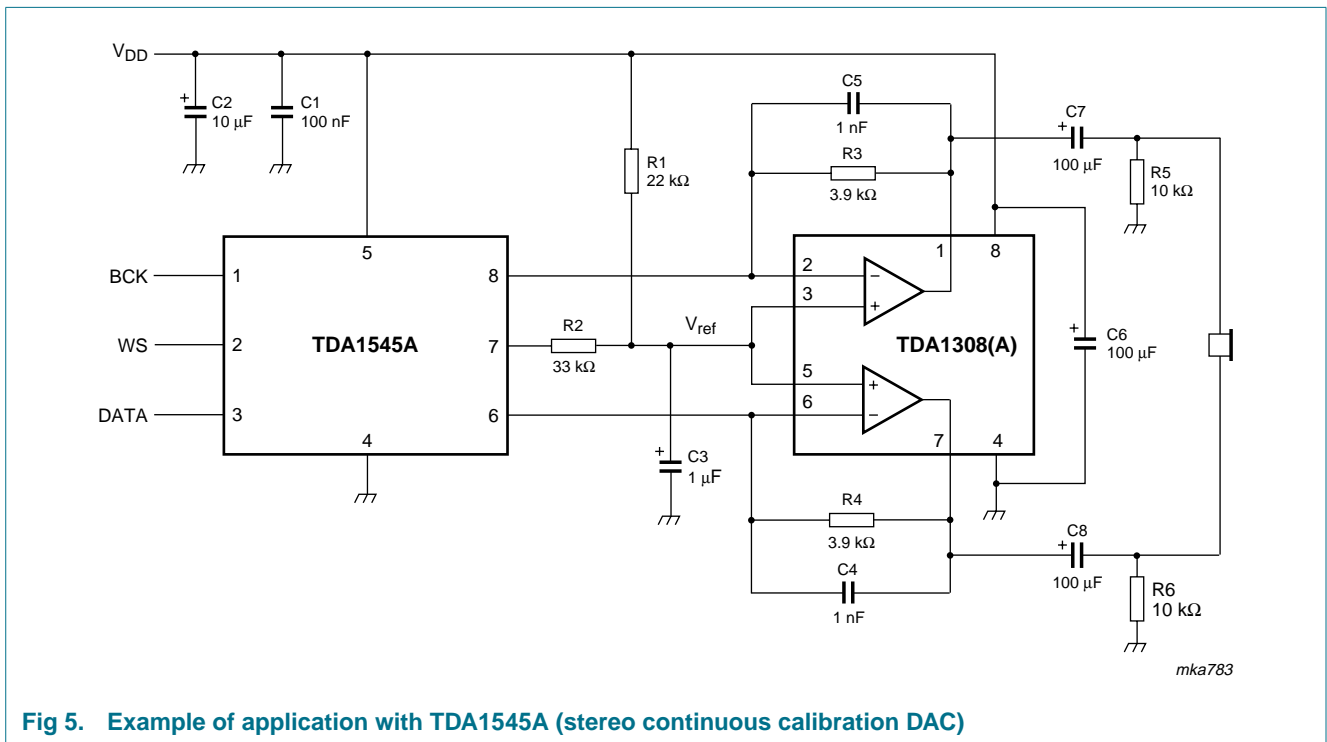 VDD
C2
10 μF
C1
100 nF
R1
22 kΩ
C5
1 nF
R3
3.9 kΩ
C7
100 μF
R5
10 kΩ
5
1
8
BCK
1
8
2
3
WS
2
TDA1545A
7
R2
33 kΩ
Vref
TDA1308(A)
C6
100 μF
5
6
DATA
3
6
4
7
4
C3
1 μF
R4
3.9 kΩ
C4
1 nF
C8
100 μF
R6
10 kΩ
+
+
+
+
+
+
−
+
+
−
mka783
Fig 5. Example of application with TDA1545A (stereo continuous calibration DAC)